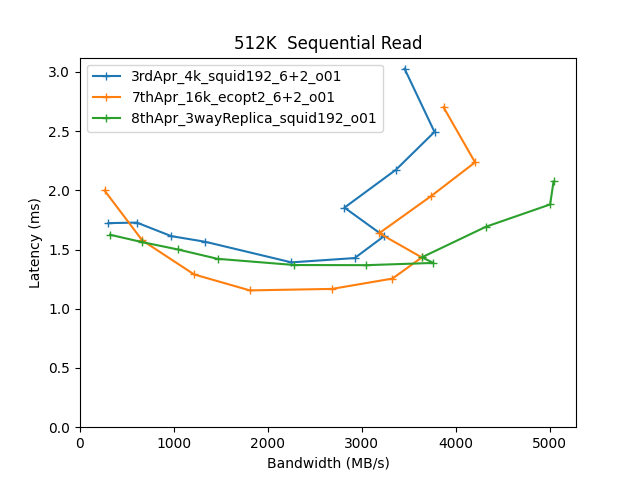 512K  Sequential Read
3rdApr_4k_squid192_6+2_o01
7thApr_16k_ecopt2_6+2_o01
8thApr_3wayReplica_squid192_o01
Latency (ms)
3.0
2.5
2.0
1.5
1.0
0.5
0.0
0 1000 2000 3000 4000 5000
Bandwidth (MB/s)